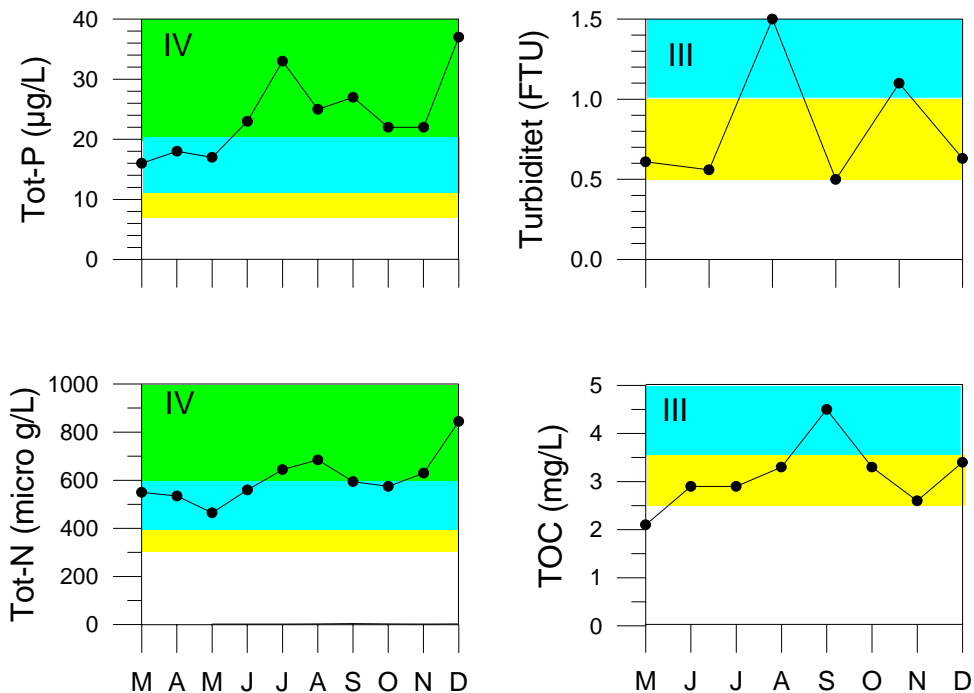 Tot-P (µg/L)
40
30
20
10
0
IV
Turbiditet (FTU)
1.5
1.0
0.5
0.0
III
Tot-N (micro g/L)
1000
800
600
400
200
0
IV
M A M J J A S O N D
TOC (mg/L)
5
4
3
2
1
0
III
M J J A S O N D